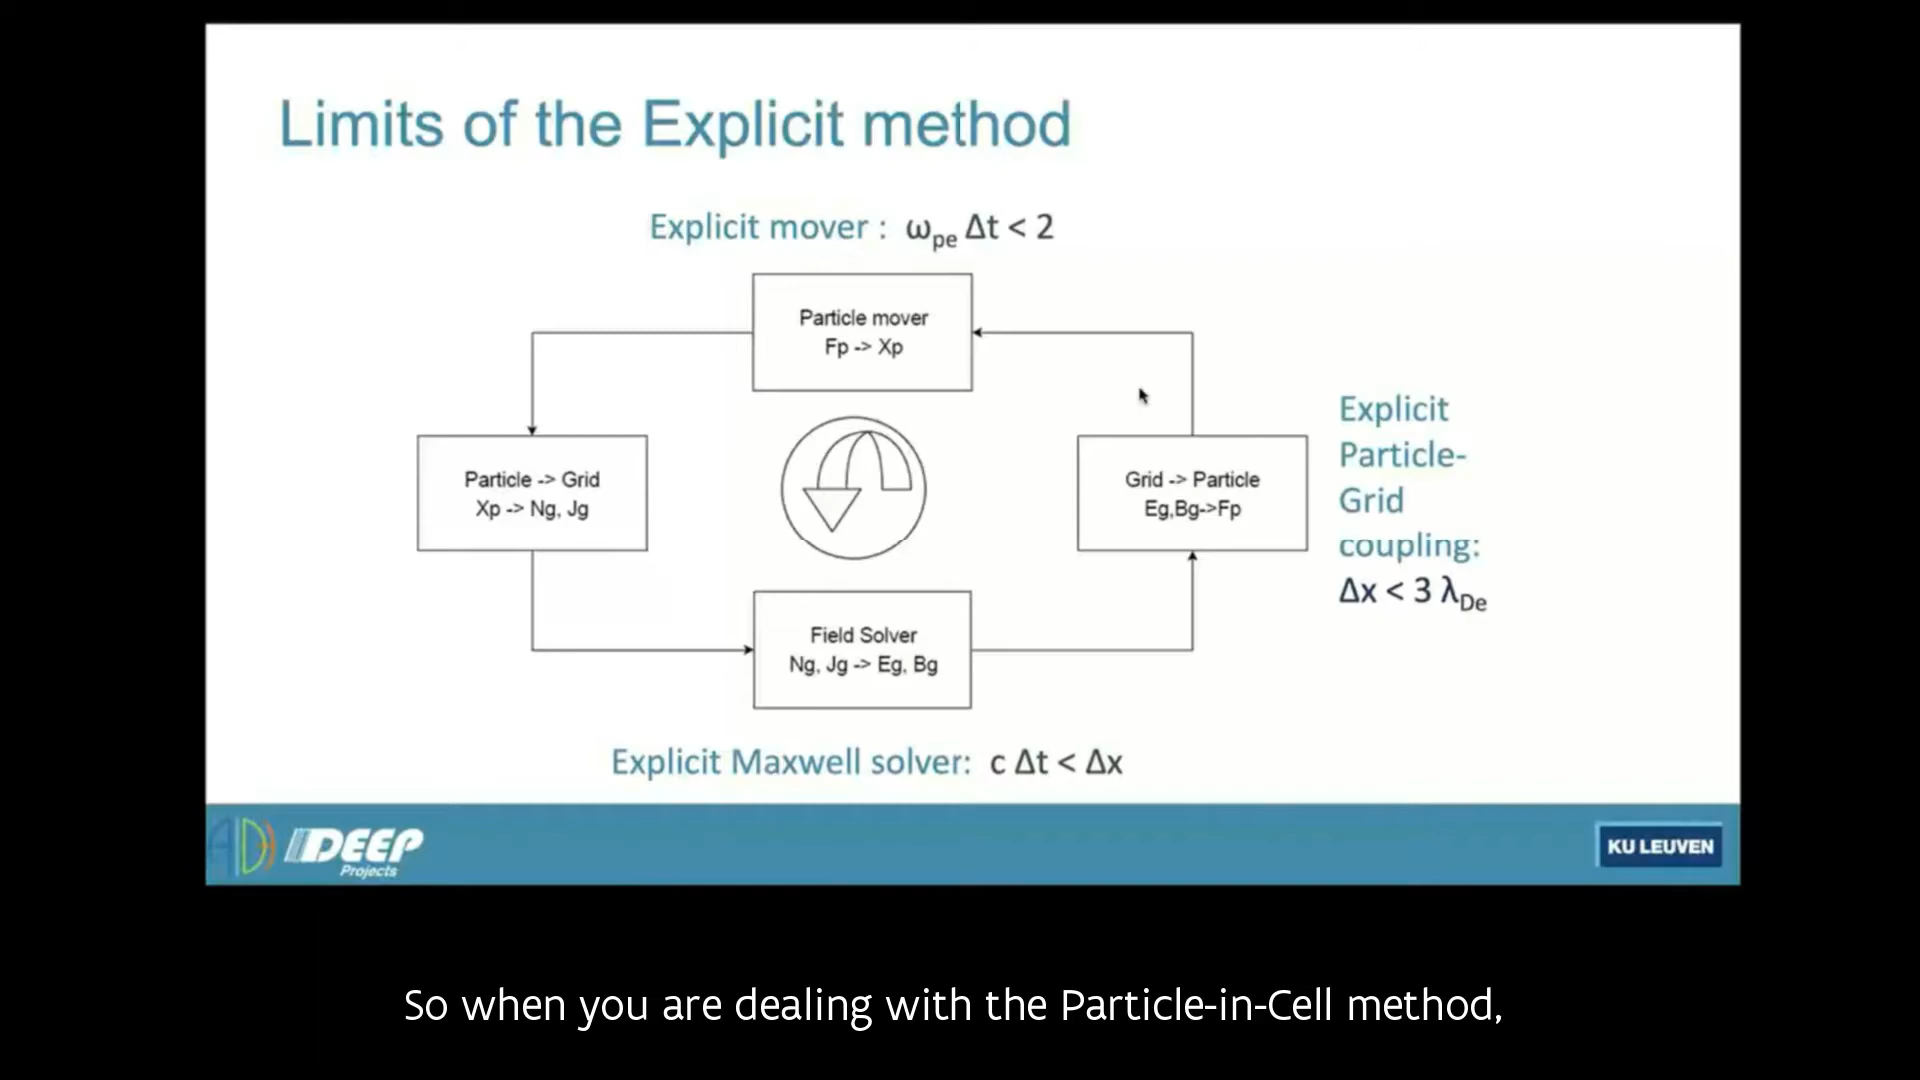 Limits of the Explicit method
Explicit mover : ωpe Δt < 2
Particle mover
Fp -> Xp
Particle -> Grid
Xp -> Ng, Jg
Grid -> Particle
Eg,Bg->Fp
Explicit
Particle-
Grid
coupling:
Δx < 3 λDe
Field Solver
Ng, Jg -> Eg, Bg
Explicit Maxwell solver: c Δt < Δx
DEEP
Projects
KU LEUVEN
So when you are dealing with the Particle-in-Cell method,